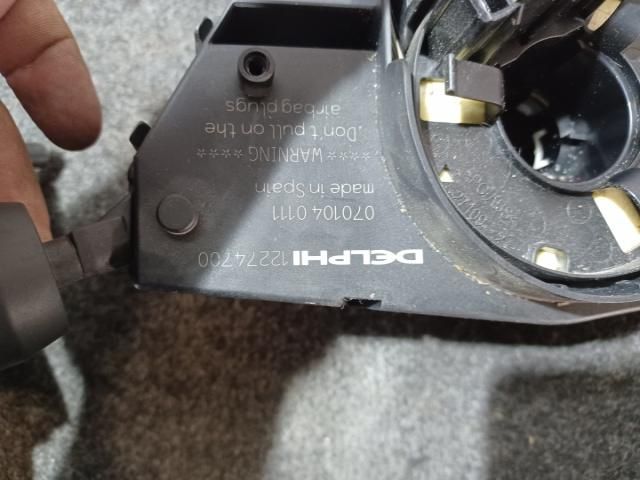 DELPHI 12274700
070104 0111
made in Spain
**** WARNING ****
.Don't pull on the
airbag plugs